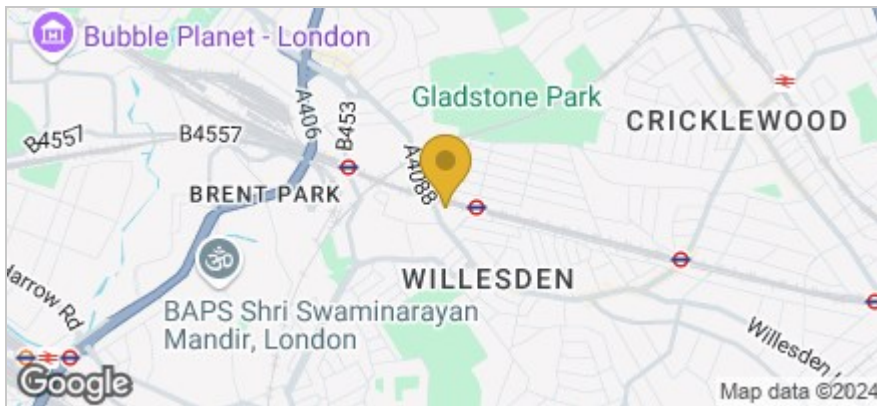 Bubble Planet - London
A406
B453
Gladstone Park
B4557
B4557
CRICKLEWOOD
A4088
BRENT PARK
WILLESDEN
BAPS Shri Swaminarayan
Mandir, London
Harrow Rd
Willesden
Google
Map data ©2024